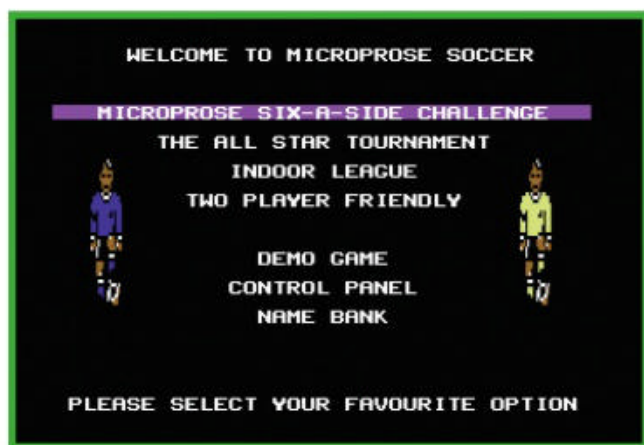 WELCOME TO MICROPROSE SOCCER
MICROPROSE SIX-A-SIDE CHALLENGE
THE ALL STAR TOURNAMENT
INDOOR LEAGUE
TWO PLAYER FRIENDLY
DEMO GAME
CONTROL PANEL
NAME BANK
PLEASE SELECT YOUR FAVOURITE OPTION